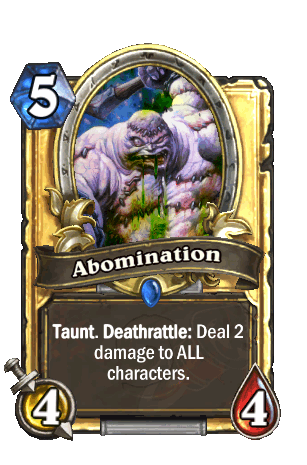 5
Abomination
Taunt. Deathrattle: Deal 2
damage to ALL
characters.
4
4